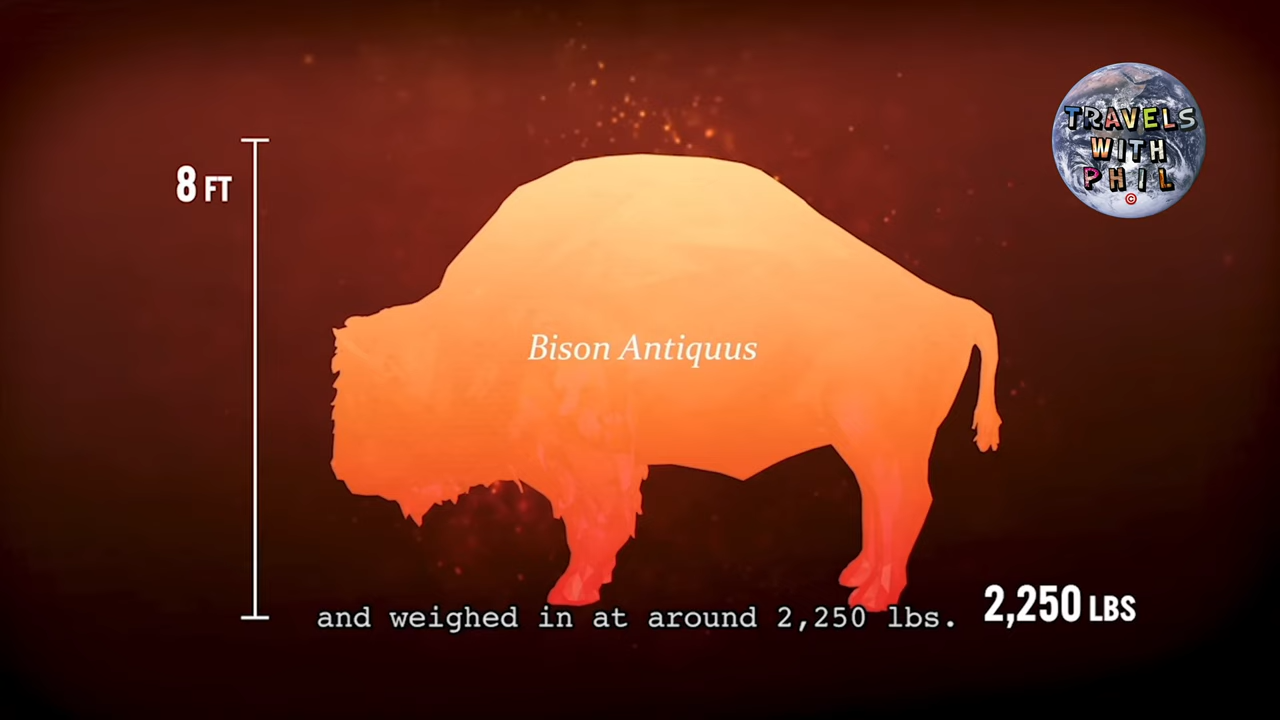 TRAVELS
WITH
PHIL
©
8 FT
Bison Antiquus
2,250 LBS
and weighed in at around 2,250 lbs.